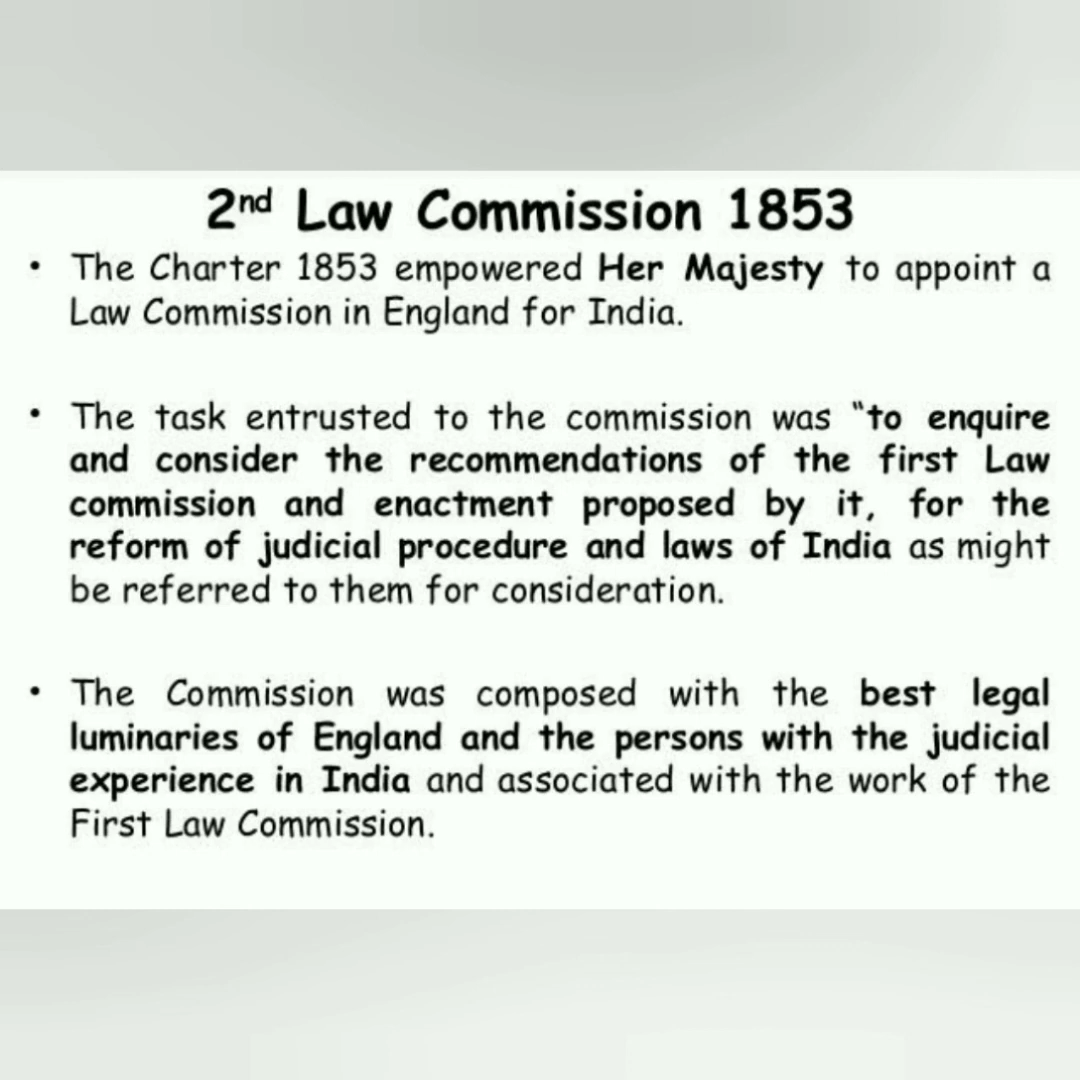 2nd Law Commission 1853
• The Charter 1853 empowered Her Majesty to appoint a
Law Commission in England for India.
• The task entrusted to the commission was "to enquire
and consider the recommendations of the first Law
commission and enactment proposed by it, for the
reform of judicial procedure and laws of India as might
be referred to them for consideration.
• The Commission was composed with the best legal
luminaries of England and the persons with the judicial
experience in India and associated with the work of the
First Law Commission.